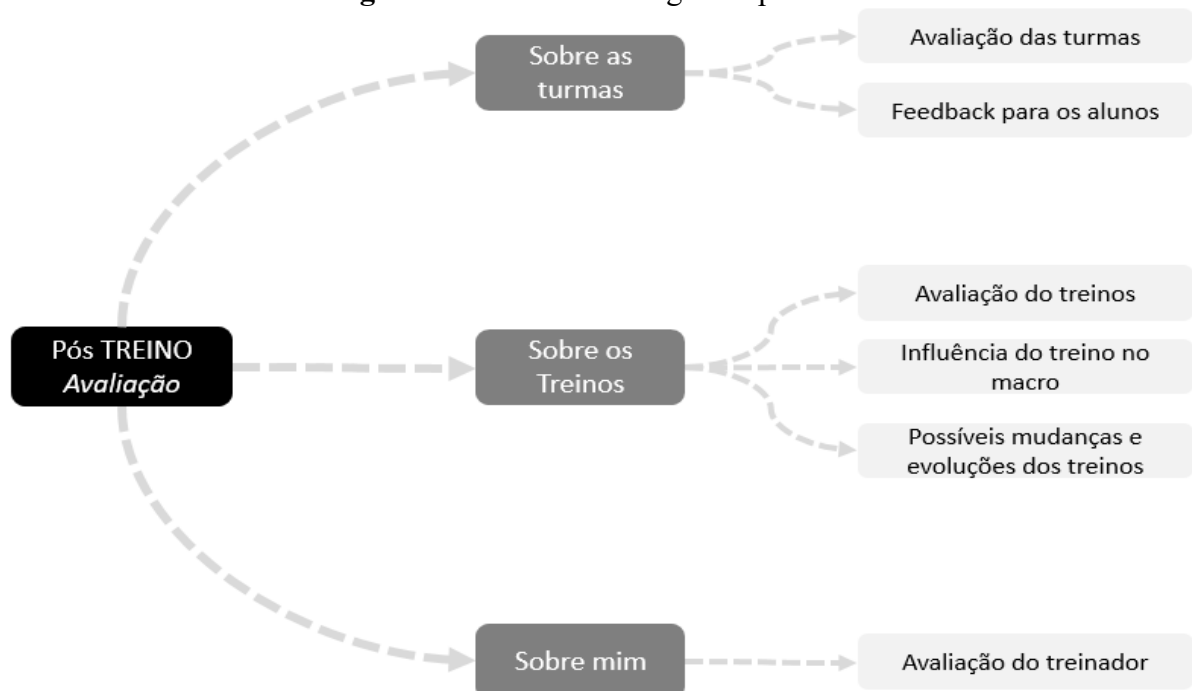 Sobre as
turmas
Avaliação das turmas
Feedback para os alunos
Pós TREINO
Avaliação
Sobre os
Treinos
Avaliação do treinos
Influência do treino no
macro
Possíveis mudanças e
evoluções dos treinos
Sobre mim
Avaliação do treinador